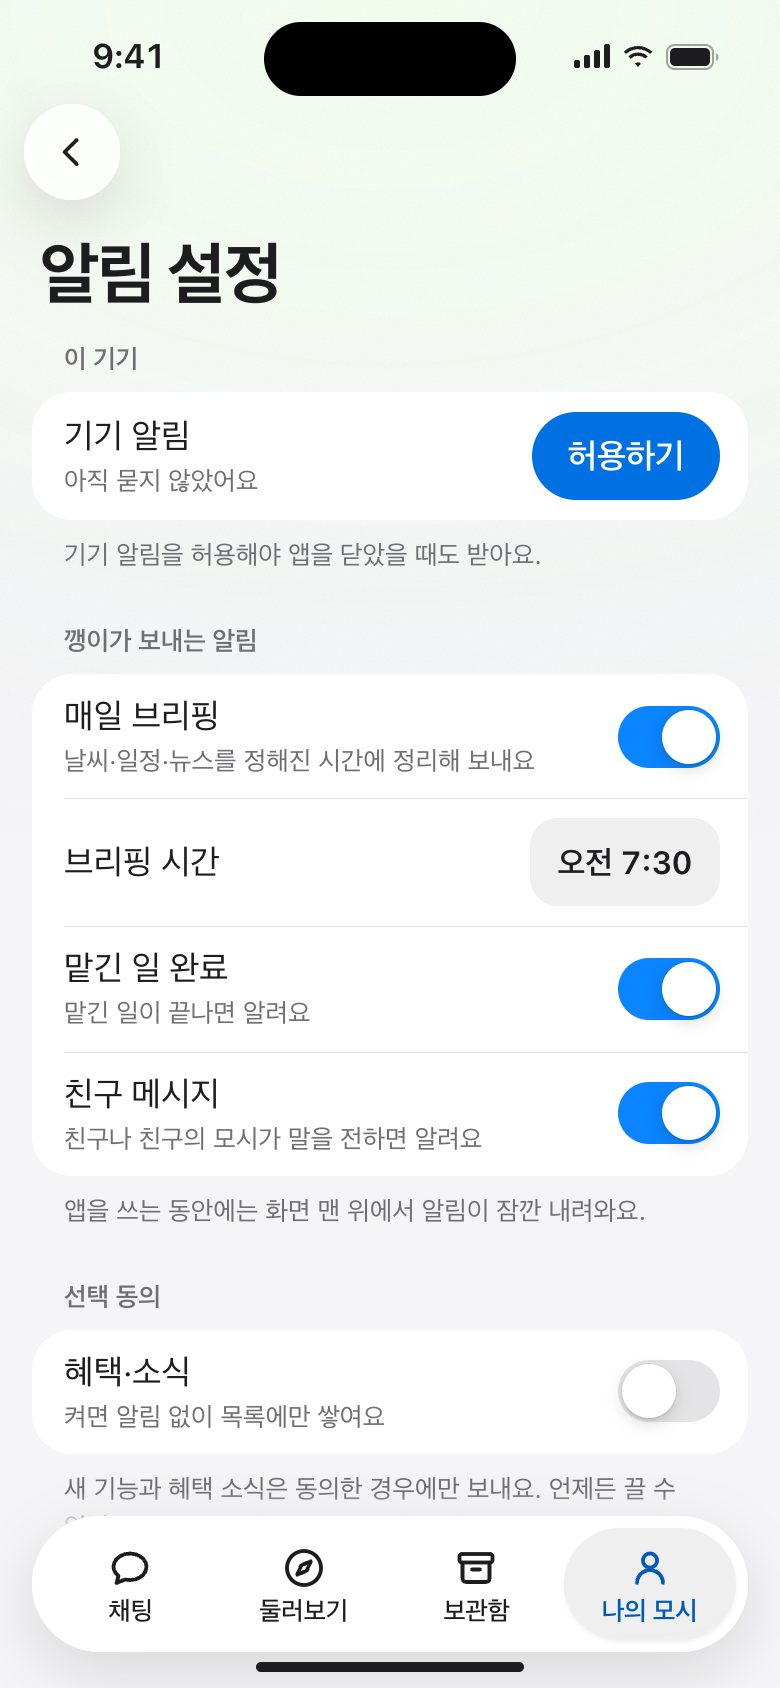 9:41
알림 설정
이 기기
기기 알림
아직 묻지 않았어요
허용하기
기기 알림을 허용해야 앱을 닫았을 때도 받아요.
깽이가 보내는 알림
매일 브리핑
날씨·일정·뉴스를 정해진 시간에 정리해 보내요
브리핑 시간
오전 7:30
맡긴 일 완료
맡긴 일이 끝나면 알려요
친구 메시지
친구나 친구의 모시가 말을 전하면 알려요
앱을 쓰는 동안에는 화면 맨 위에서 알림이 잠깐 내려와요.
선택 동의
혜택·소식
켜면 알림 없이 목록에만 쌓여요
새 기능과 혜택 소식은 동의한 경우에만 보내요. 언제든 끌 수
채팅
둘러보기
보관함
나의 모시